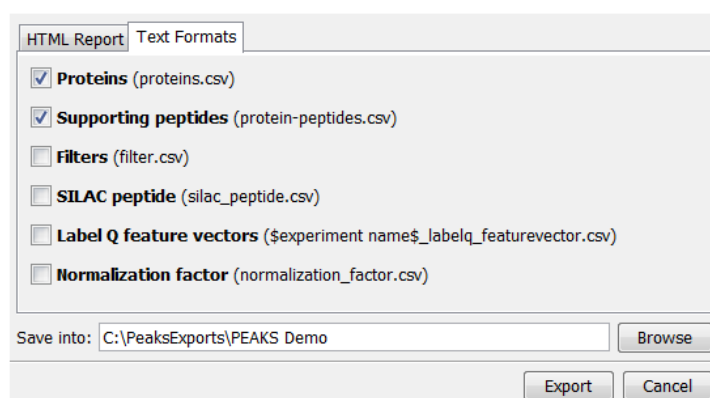 HTML Report Text Formats
Proteins (proteins.csv)
Supporting peptides (protein-peptides.csv)
Filters (filter.csv)
SILAC peptide (silac_peptide.csv)
Label Q feature vectors ($experiment name$_labelq_featurevector.csv)
Normalization factor (normalization_factor.csv)
Save into: C:\PeaksExports\PEAKS Demo Browse
Export Cancel